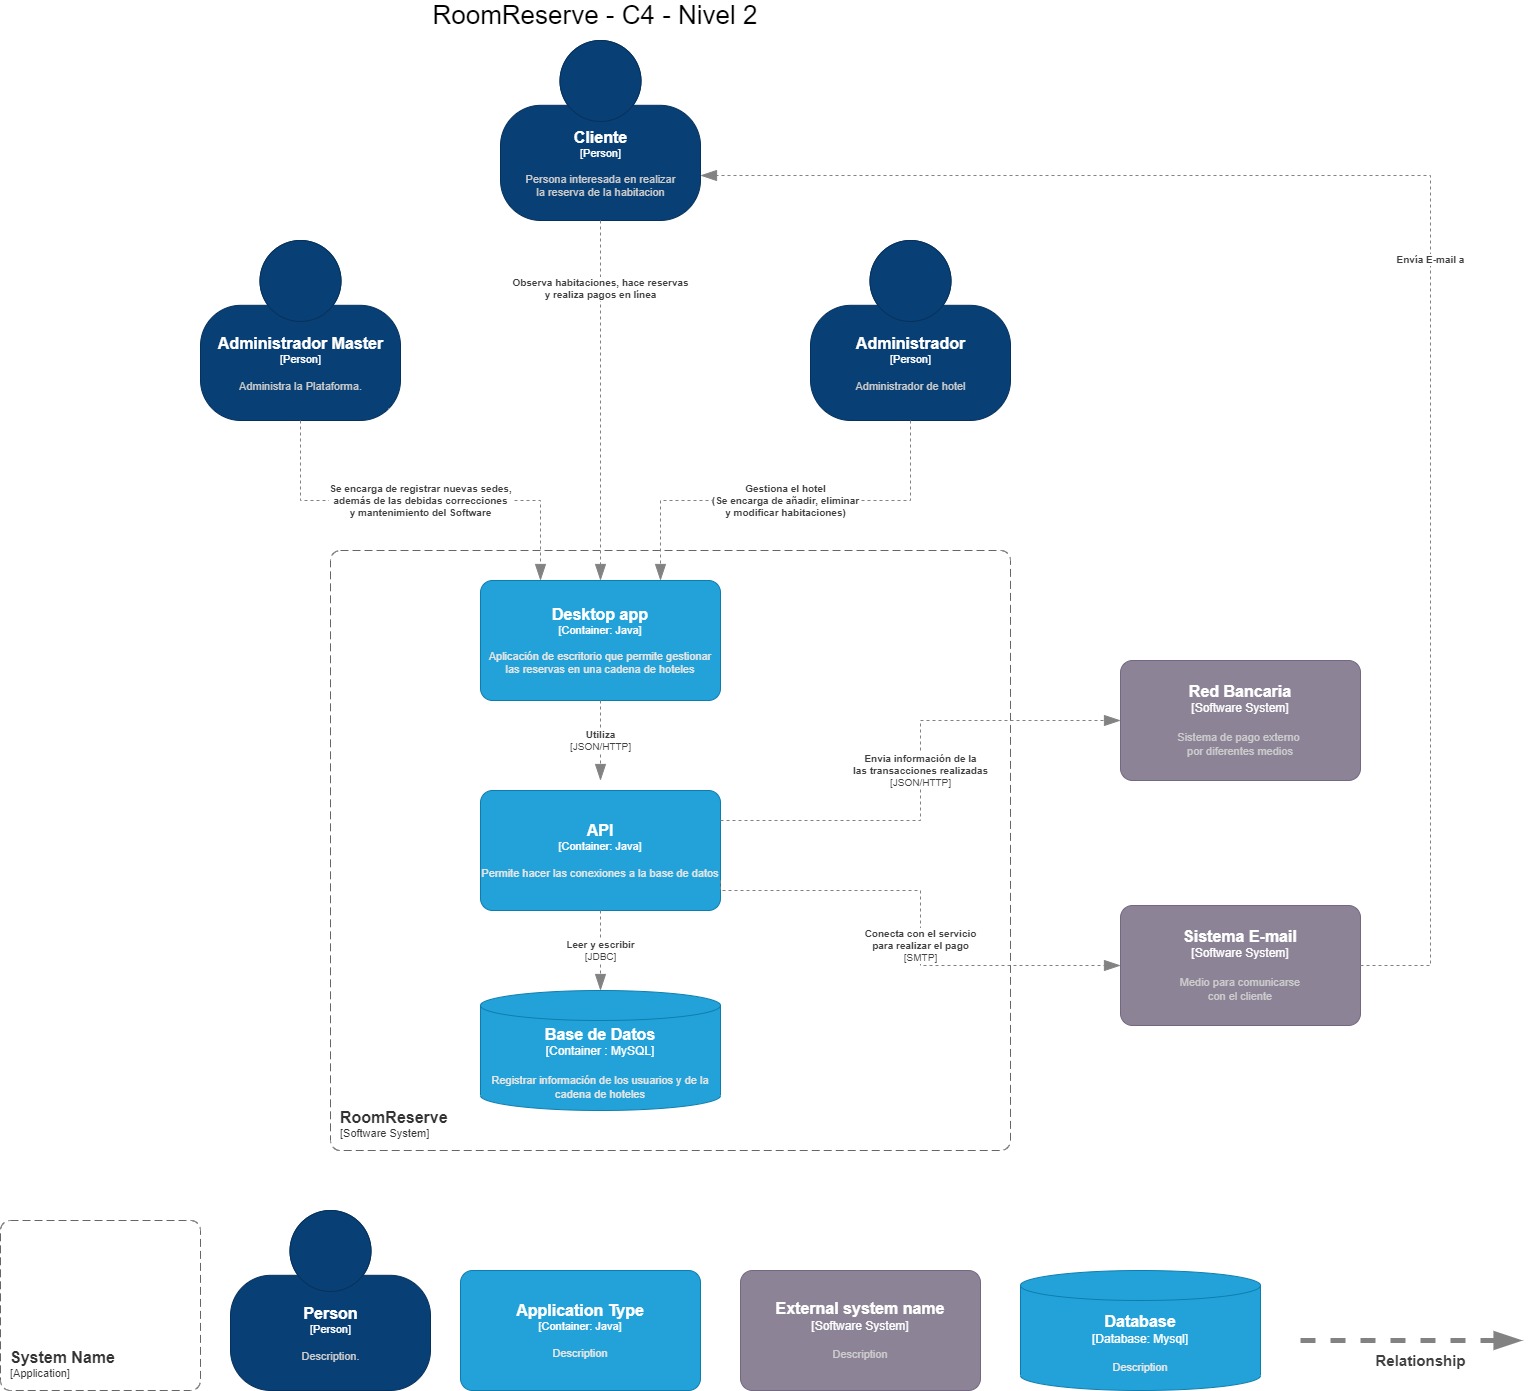 RoomReserve - C4 - Nivel 2
Cliente
[Person]
Persona interesada en realizar
la reserva de la habitacion
Envía E-mail a
Observa habitaciones, hace reservas
y realiza pagos en línea
Administrador Master
[Person]
Administra la Plataforma.
Administrador
[Person]
Administrador de hotel
Se encarga de registrar nuevas sedes,
además de las debidas correcciones
y mantenimiento del Software
Gestiona el hotel
(Se encarga de añadir, eliminar
y modificar habitaciones)
Desktop app
[Container: Java]
Aplicación de escritorio que permite gestionar
las reservas en una cadena de hoteles
Utiliza
[JSON/HTTP]
Red Bancaria
[Software System]
Sistema de pago externo
por diferentes medios
Envia información de la
las transacciones realizadas
[JSON/HTTP]
API
[Container: Java]
Permite hacer las conexiones a la base de datos
Leer y escribir
[JDBC]
Conecta con el servicio
para realizar el pago
[SMTP]
Sistema E-mail
[Software System]
Medio para comunicarse
con el cliente
Base de Datos
[Container : MySQL]
Registrar información de los usuarios y de la
cadena de hoteles
RoomReserve
[Software System]
System Name
[Application]
Person
[Person]
Description.
Application Type
[Container: Java]
Description
External system name
[Software System]
Description
Database
[Database: Mysql]
Description
Relationship